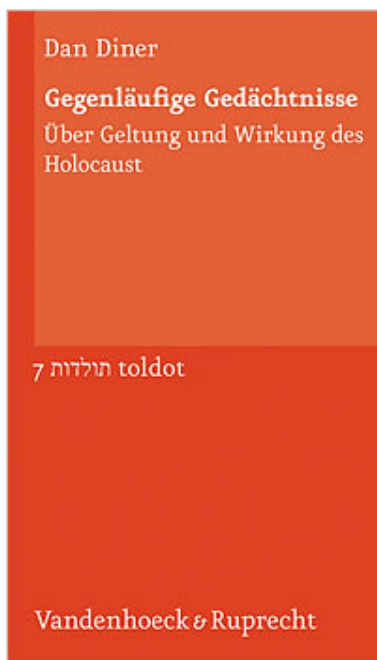 Dan Diner
Gegenläufige Gedächtnisse
Über Geltung und Wirkung des
Holocaust
7 תולדות toldot
Vandenhoeck & Ruprecht